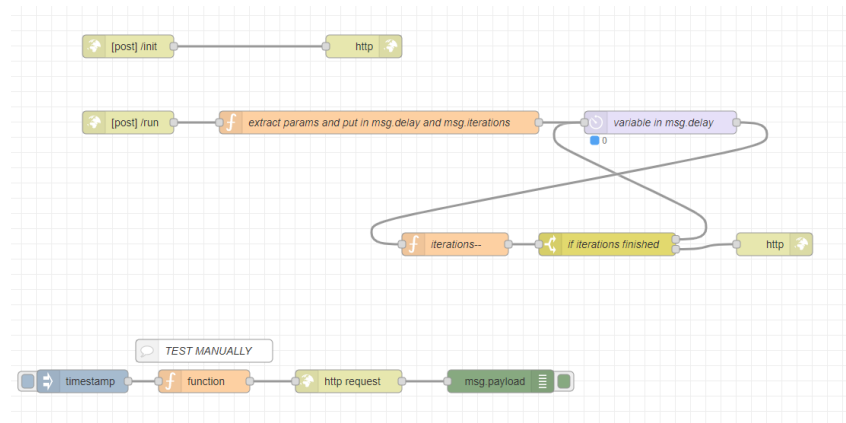 [post] /init
http
[post] /run
extract params and put in msg.delay and msg.iterations
variable in msg.delay
0
iterations--
if iterations finished
http
TEST MANUALLY
timestamp
function
http request
msg.payload